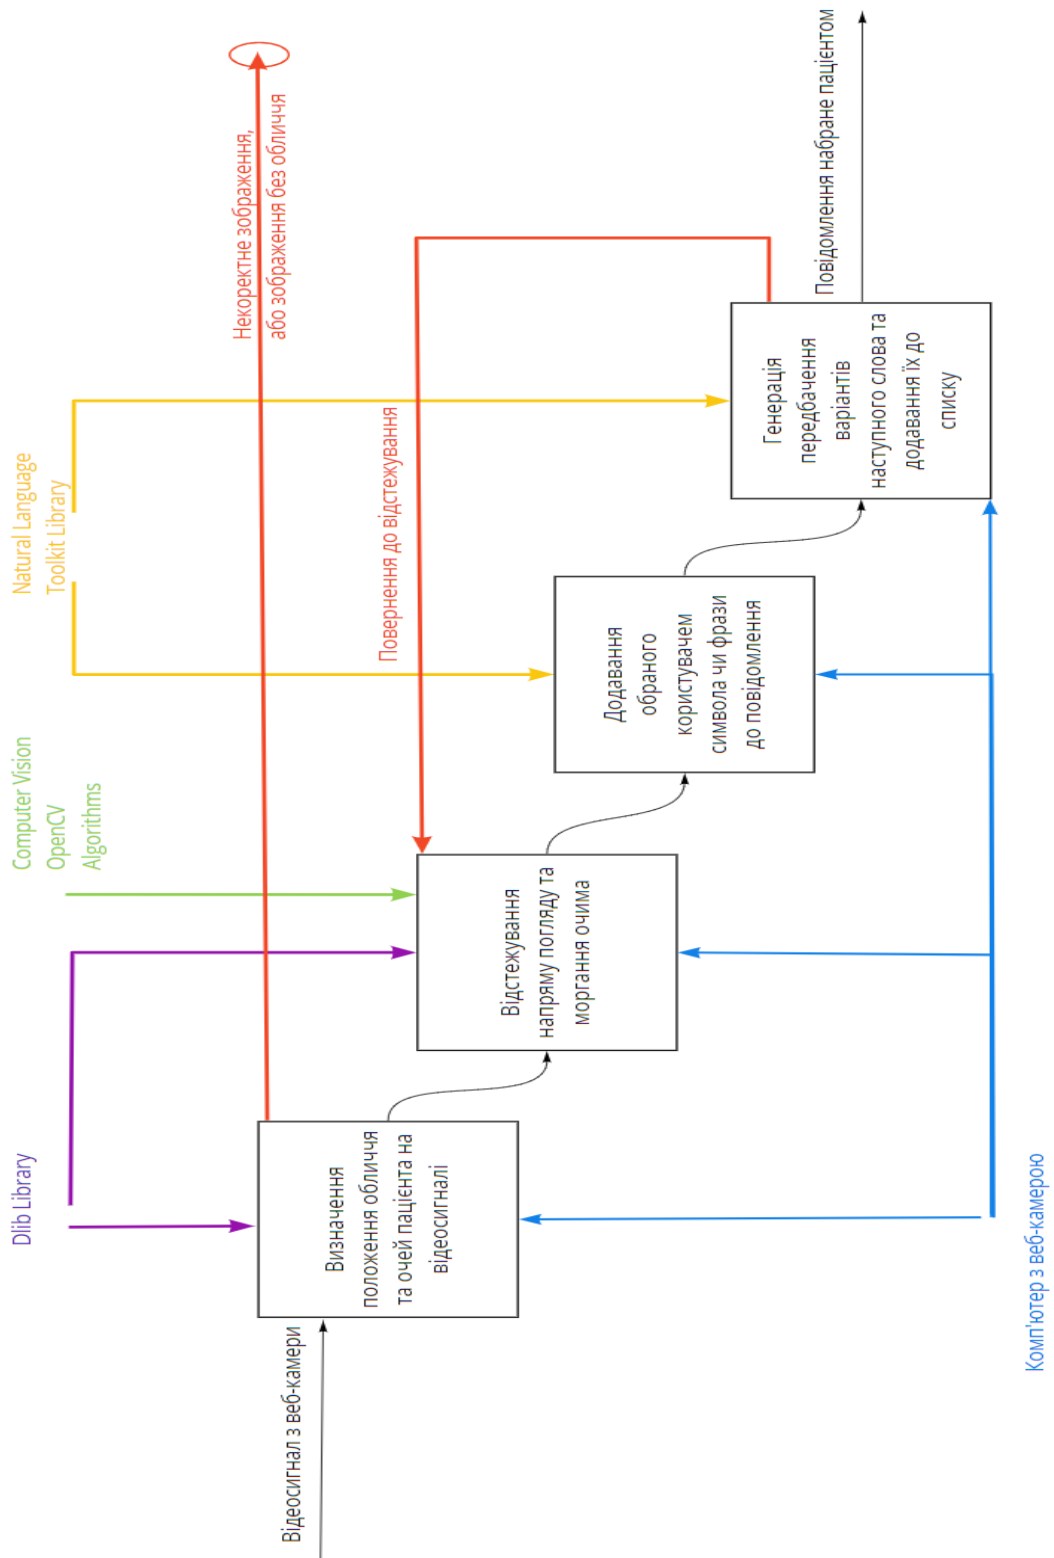 Dlib Library
Computer Vision
OpenCV
Algorithms
Natural Language
Toolkit Library
Некоректне зображення,
або зображення без обличчя
Повернення до відстежування
Відеосигнал з веб-камери
Визначення
положення обличчя
та очей пацієнта на
відеосигналі
Відстежування
напряму погляду та
моргання очима
Додавання
обраного
користувачем
символа чи фрази
до повідомлення
Генерація
передбачення
варіантів
наступного слова та
додавання їх до
списку
Повідомлення набране пацієнтом
Комп'ютер з веб-камерою